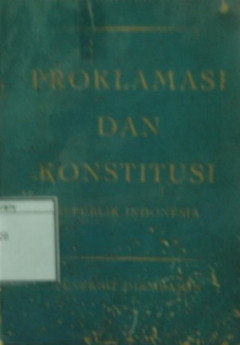 PROKLAMASI
DAN
KONSTITUSI
REPUBLIK INDONESIA